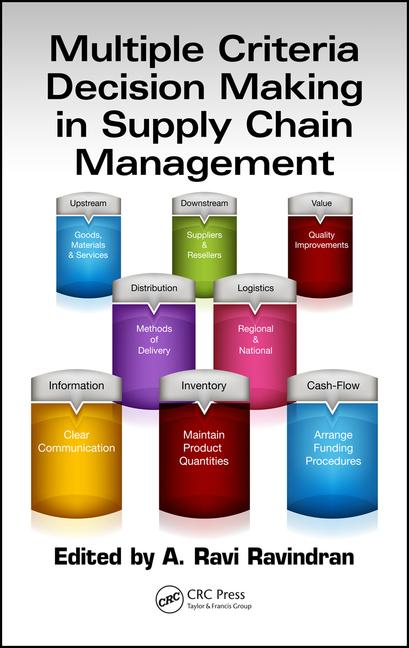 Multiple Criteria
Decision Making
in Supply Chain
Management
Upstream
Goods,
Materials
& Services
Downstream
Suppliers
&
Resellers
Value
Quality
Improvements
Distribution
Methods
of
Delivery
Logistics
Regional
&
National
Information
Clear
Communication
Inventory
Maintain
Product
Quantities
Cash-Flow
Arrange
Funding
Procedures
Edited by A. Ravi Ravindran
CRC
CRC Press
Taylor & Francis Group